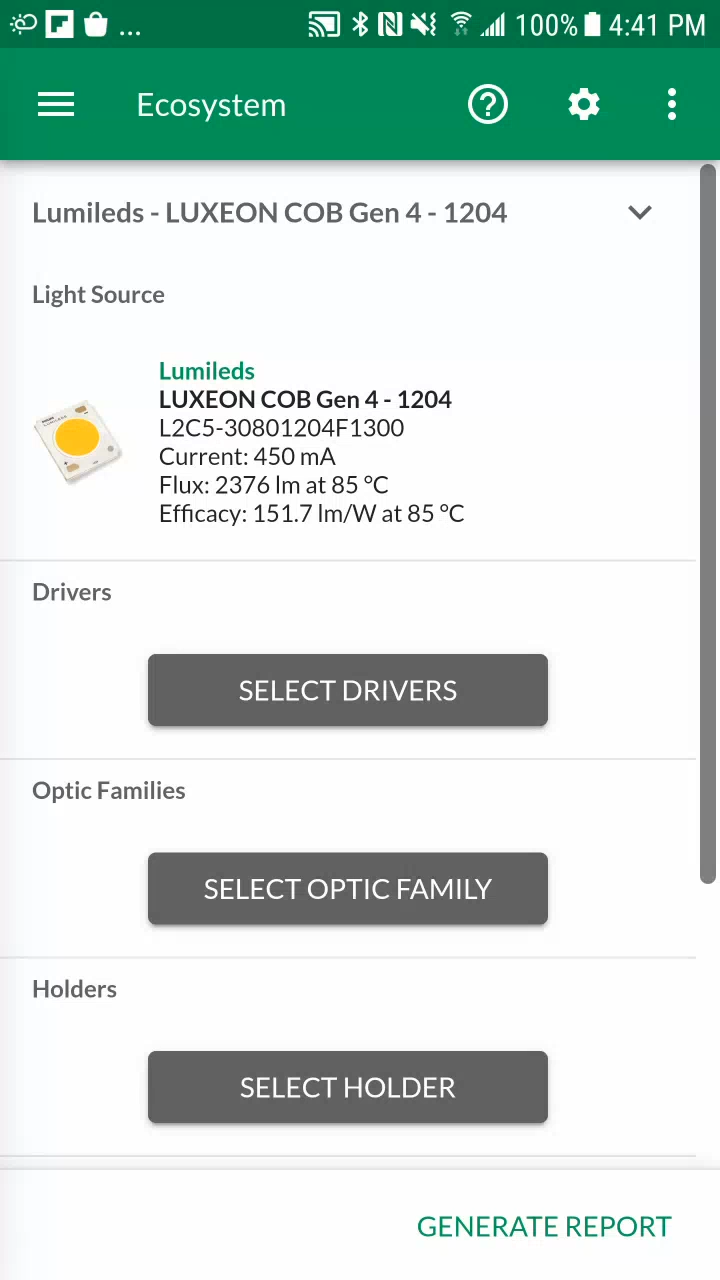 ... 100% 4:41 PM
Ecosystem
Lumileds - LUXEON COB Gen 4 - 1204
Light Source
Lumileds
LUXEON COB Gen 4 - 1204
L2C5-30801204F1300
Current: 450 mA
Flux: 2376 lm at 85 °C
Efficacy: 151.7 lm/W at 85 °C
Drivers
SELECT DRIVERS
Optic Families
SELECT OPTIC FAMILY
Holders
SELECT HOLDER
GENERATE REPORT